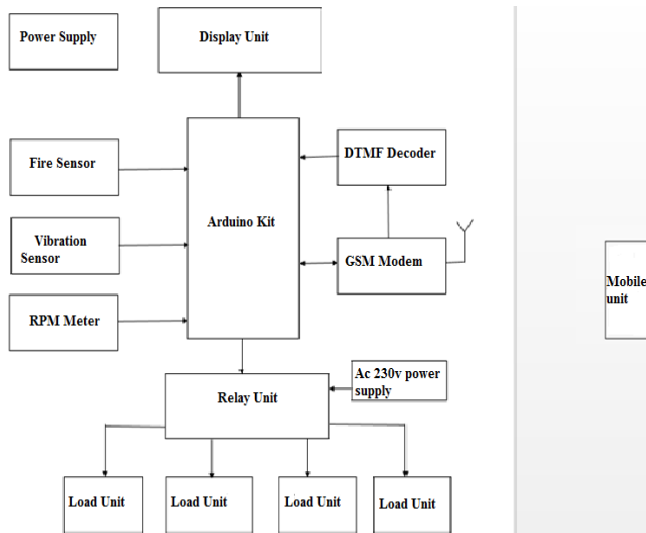 Power Supply
Display Unit
Fire Sensor
DTMF Decoder
Arduino Kit
Vibration
Sensor
GSM Modem
Mobile
unit
RPM Meter
Relay Unit
Ac 230v power
supply
Load Unit
Load Unit
Load Unit
Load Unit